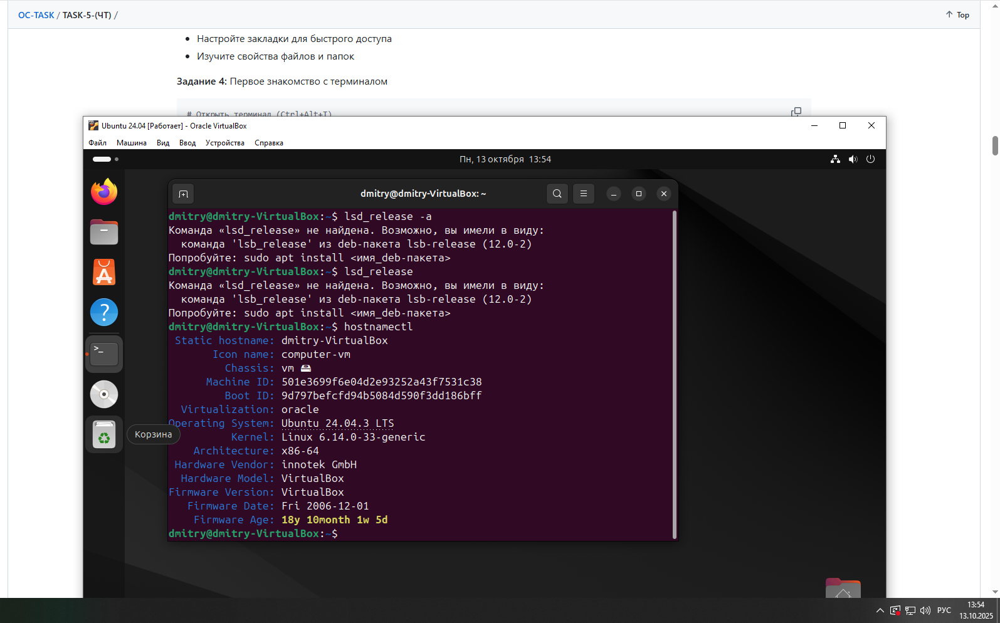 OC-TASK / TASK-5-(ЧТ) /
Top
Настройте закладки для быстрого доступа
Изучите свойства файлов и папок
Задание 4: Первое знакомство с терминалом
# Открыть терминал (Ctrl+Alt+T)
Ubuntu 24.04 [Работает] - Oracle VirtualBox
Файл Машина Вид Ввод Устройства Справка
Пн, 13 октября 13:54
dmitry@dmitry-VirtualBox: ~
dmitry@dmitry-VirtualBox:~$ lsd_release -a
Команда «lsd_release» не найдена. Возможно, вы имели в виду:
команда 'lsb_release' из deb-пакета lsb-release (12.0-2)
Попробуйте: sudo apt install <имя_deb-пакета>
dmitry@dmitry-VirtualBox:~$ lsd_release
Команда «lsd_release» не найдена. Возможно, вы имели в виду:
команда 'lsb_release' из deb-пакета lsb-release (12.0-2)
Попробуйте: sudo apt install <имя_deb-пакета>
dmitry@dmitry-VirtualBox:~$ hostnamectl
Static hostname: dmitry-VirtualBox
Icon name: computer-vm
Chassis: vm
Machine ID: 501e3699f6e04d2e93252a43f7531c38
Boot ID: 9d797befcfd94b5084d590f3dd186bff
Virtualization: oracle
Operating System: Ubuntu 24.04.3 LTS
Kernel: Linux 6.14.0-33-generic
Architecture: x86-64
Hardware Vendor: innotek GmbH
Hardware Model: VirtualBox
Firmware Version: VirtualBox
Firmware Date: Fri 2006-12-01
Firmware Age: 18y 10month 1w 5d
dmitry@dmitry-VirtualBox:~$
Корзина
РУС
13:54
13.10.2025